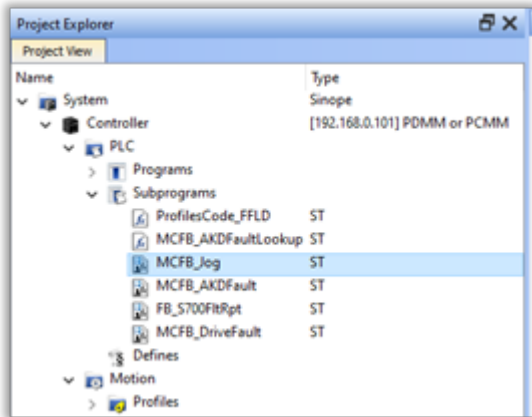 Project Explorer
Project View
Name Type
System Sinope
Controller [192.168.0.101] PDMM or PCMM
PLC
Programs
Subprograms
ProfilesCode_FFLD ST
MCFB_AKDFaultLookup ST
MCFB_Jog ST
MCFB_AKDFault ST
FB_S700FltRpt ST
MCFB_DriveFault ST
Defines
Motion
Profiles